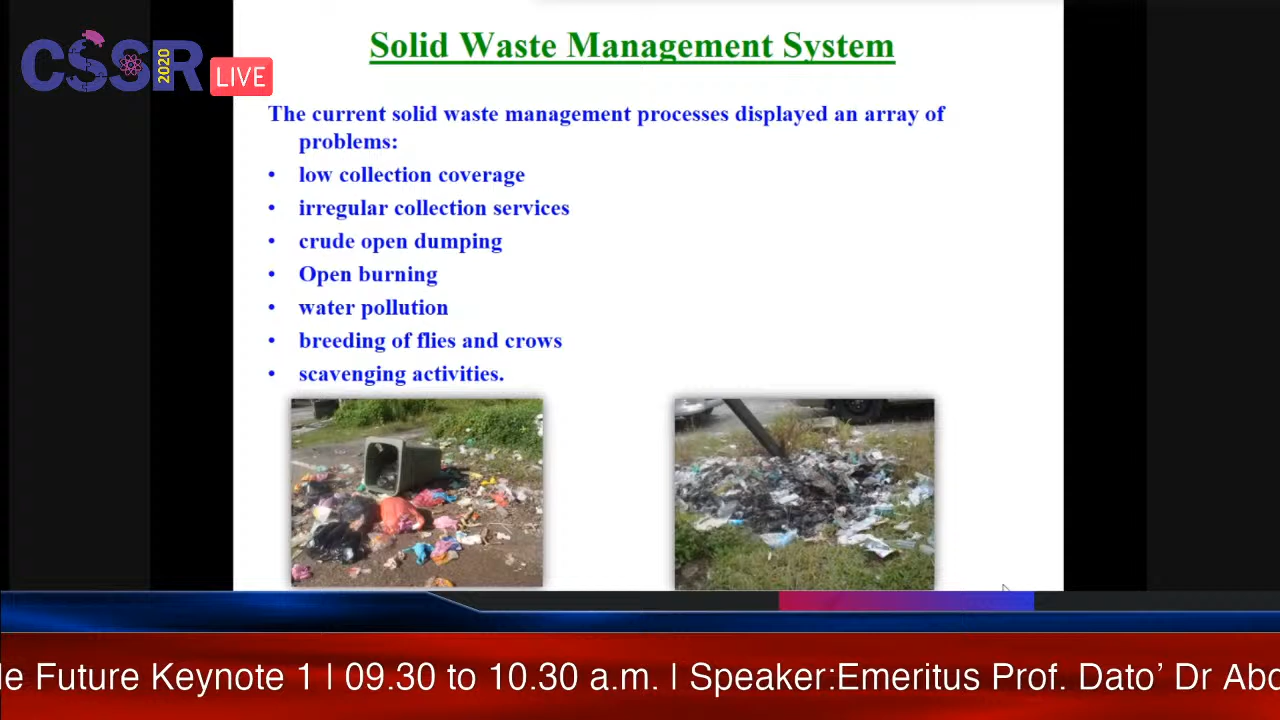 CSSR 2020
LIVE
Solid Waste Management System
The current solid waste management processes displayed an array of
problems:
• low collection coverage
• irregular collection services
• crude open dumping
• Open burning
• water pollution
• breeding of flies and crows
• scavenging activities.
Future Keynote 1 | 09.30 to 10.30 a.m. | Speaker:Emeritus Prof. Dato’ Dr